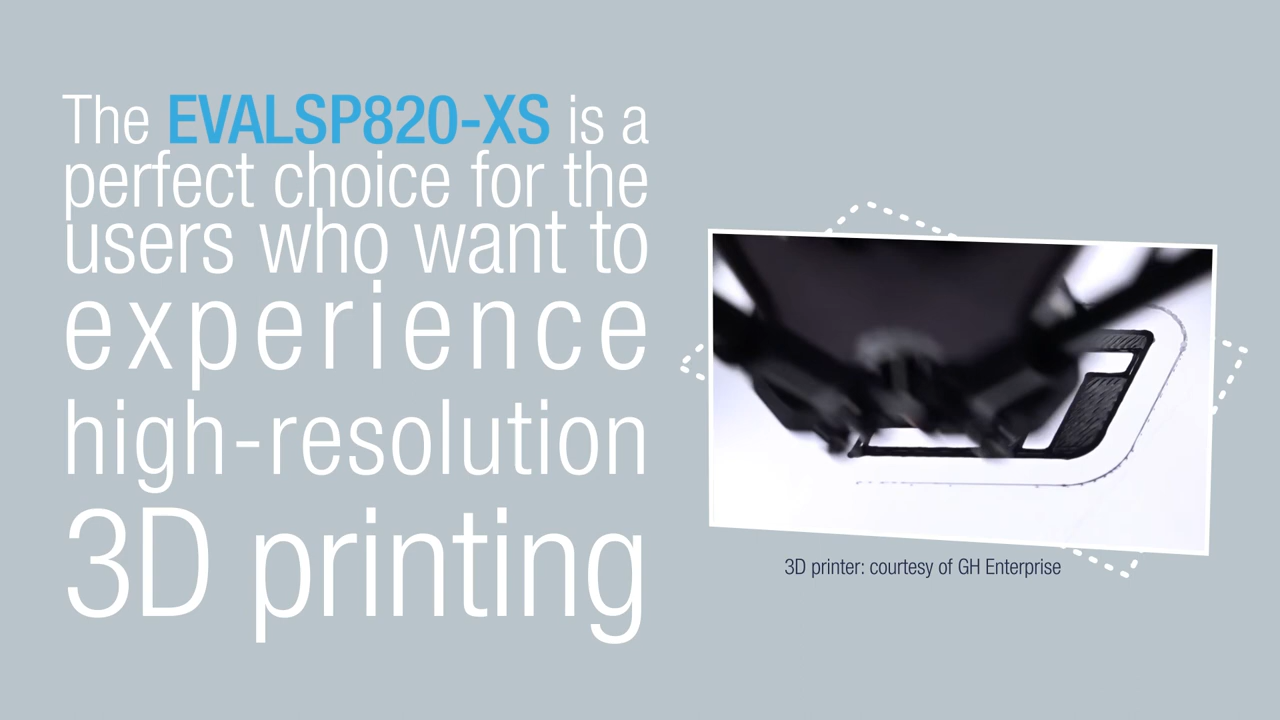 The EVALSP820-XS is a
perfect choice for the
users who want to
experience
high-resolution
3D printing
3D printer: courtesy of GH Enterprise